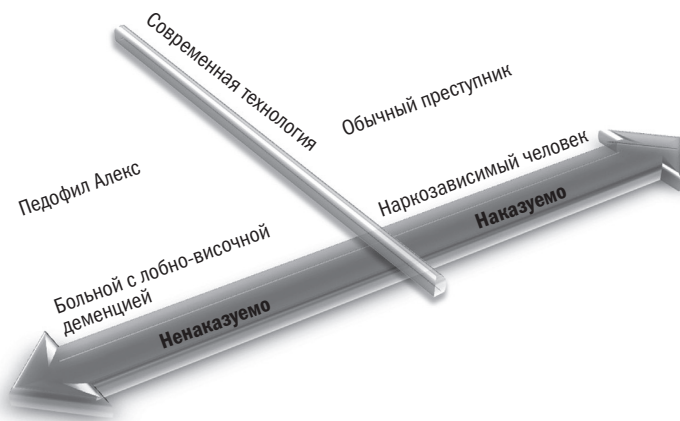 Современная технология
Обычный преступник
Педофил Алекс
Наркозависимый человек
Наказуемо
Больной с лобно-височной
деменцией
Ненаказуемо